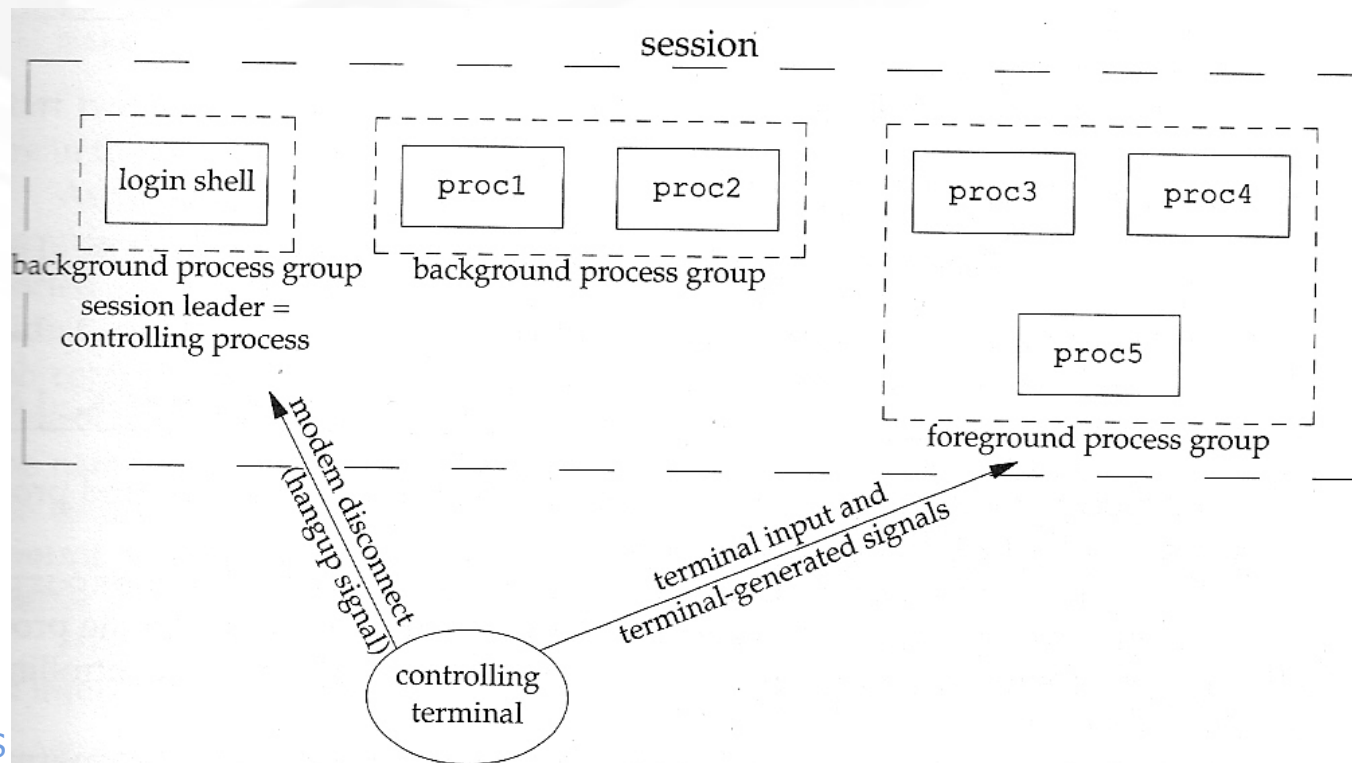 session
login shell
proc1
proc2
proc3
proc4
background process group
background process group
session leader =
controlling process
proc5
foreground process group
modem disconnect
(hangup signal)
terminal input and
terminal-generated signals
controlling
terminal